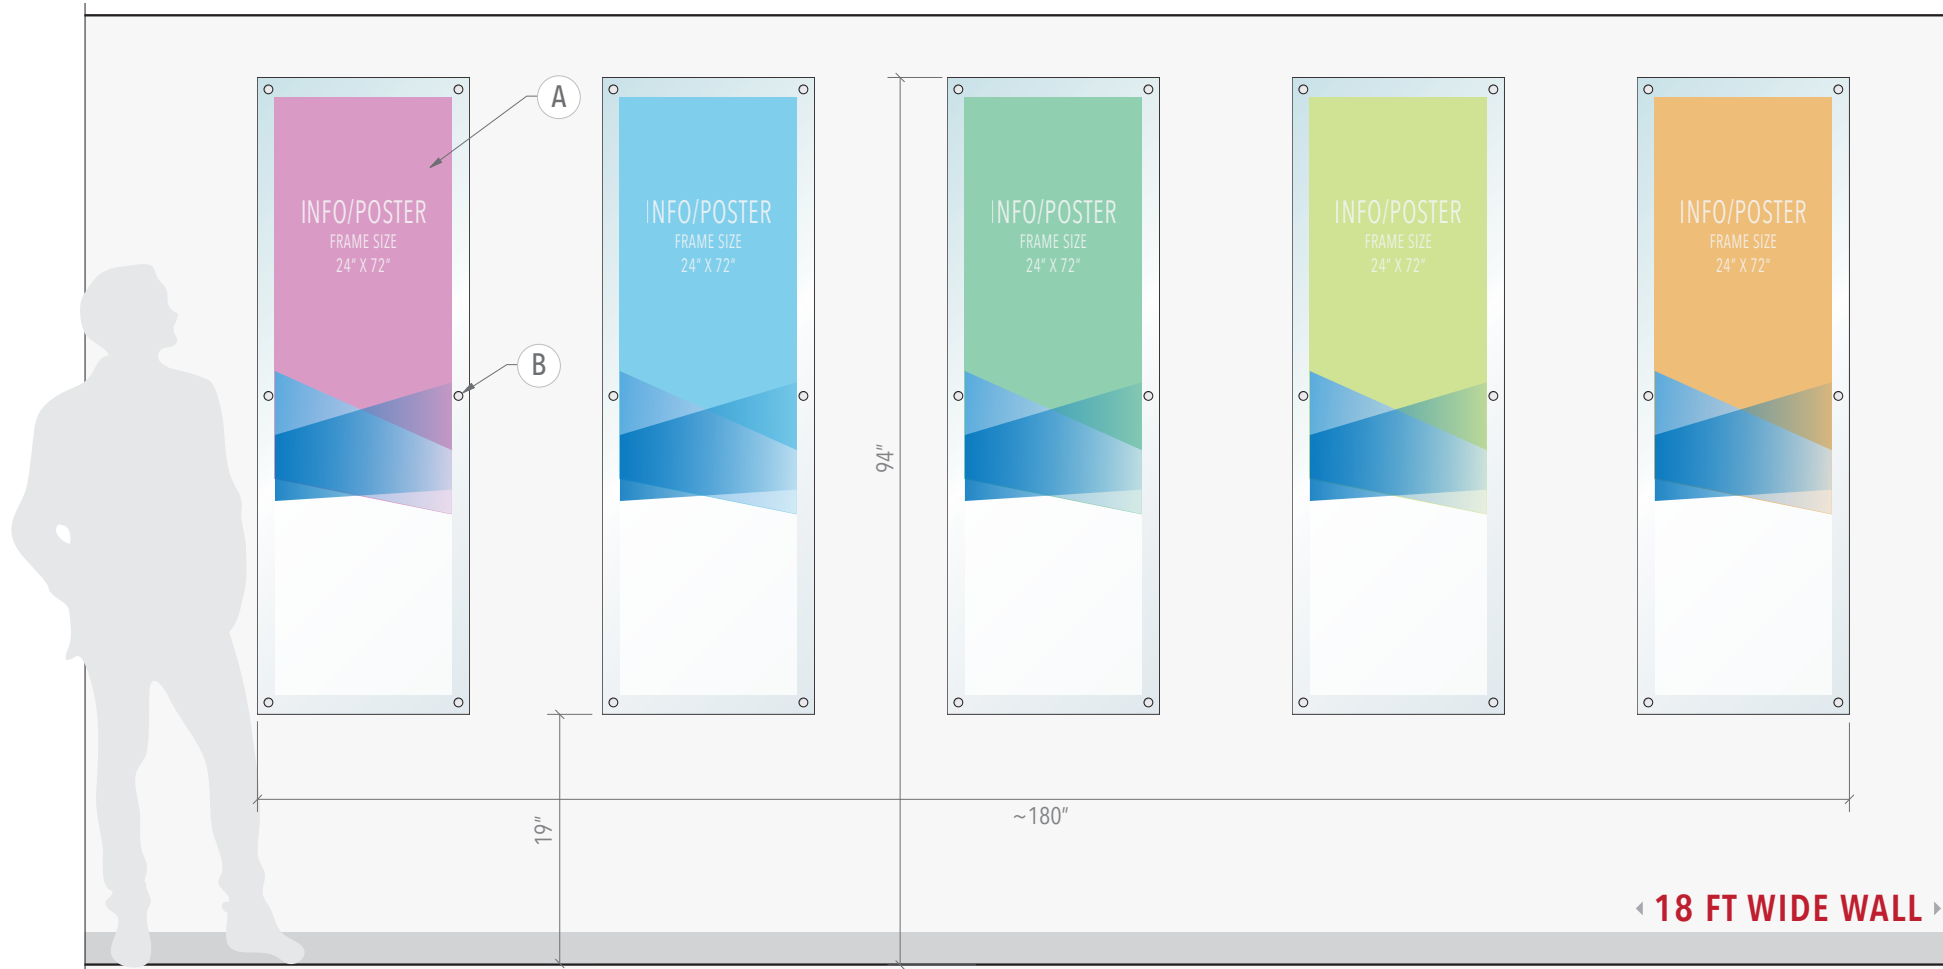 A
INFO/POSTER
FRAME SIZE
24" X 72"
INFO/POSTER
FRAME SIZE
24" X 72"
INFO/POSTER
FRAME SIZE
24" X 72"
INFO/POSTER
FRAME SIZE
24" X 72"
INFO/POSTER
FRAME SIZE
24" X 72"
B
94"
19"
~180"
18 FT WIDE WALL